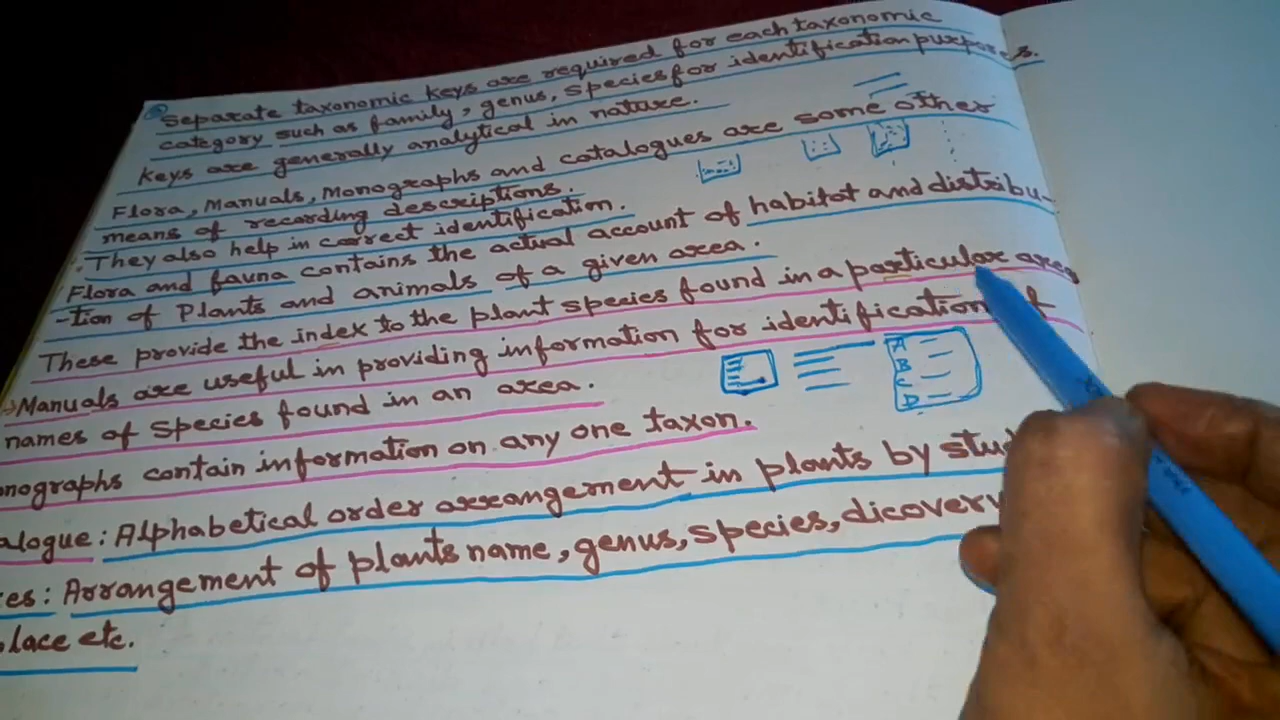 Separate taxonomic keys are required for each taxonomic
category such as family, genus, species for identification purposes.
Keys are generally analytical in nature.
Flora, Manuals, Monographs and catalogues are some other
means of recording descriptions.
They also help in correct identification.
Flora and fauna contains the actual account of habitat and distribu-
-tion of Plants and animals of a given area.
These provide the index to the plant species found in a particular area
→Manuals are useful in providing information for identification of
names of species found in an area.
nographs contain information on any one taxon.
alogue: Alphabetical order arrangement in plants by stud
es: Arrangement of plants name, genus, species, dicovery
lace etc.
A
B
C
D